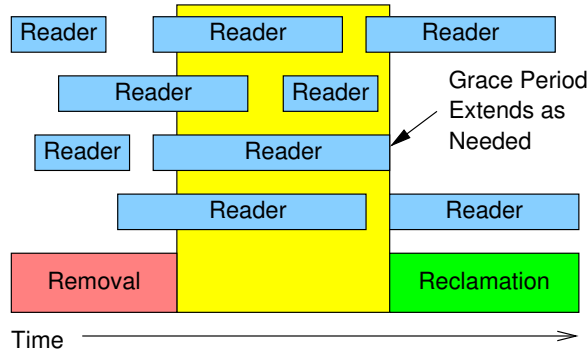 Reader Reader Reader
Reader Reader
Grace Period
Extends as
Needed
Reader Reader
Reader Reader
Removal Reclamation
Time